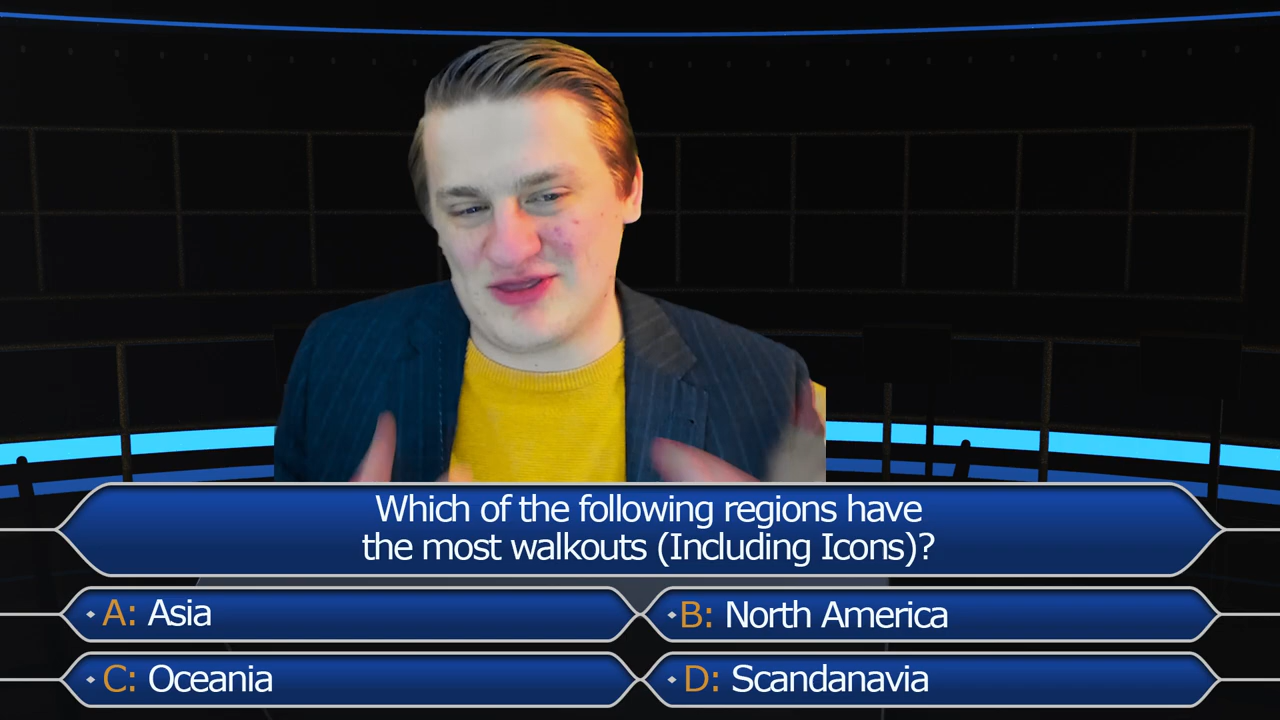 Which of the following regions have
the most walkouts (Including Icons)?
A: Asia
B: North America
C: Oceania
D: Scandanavia